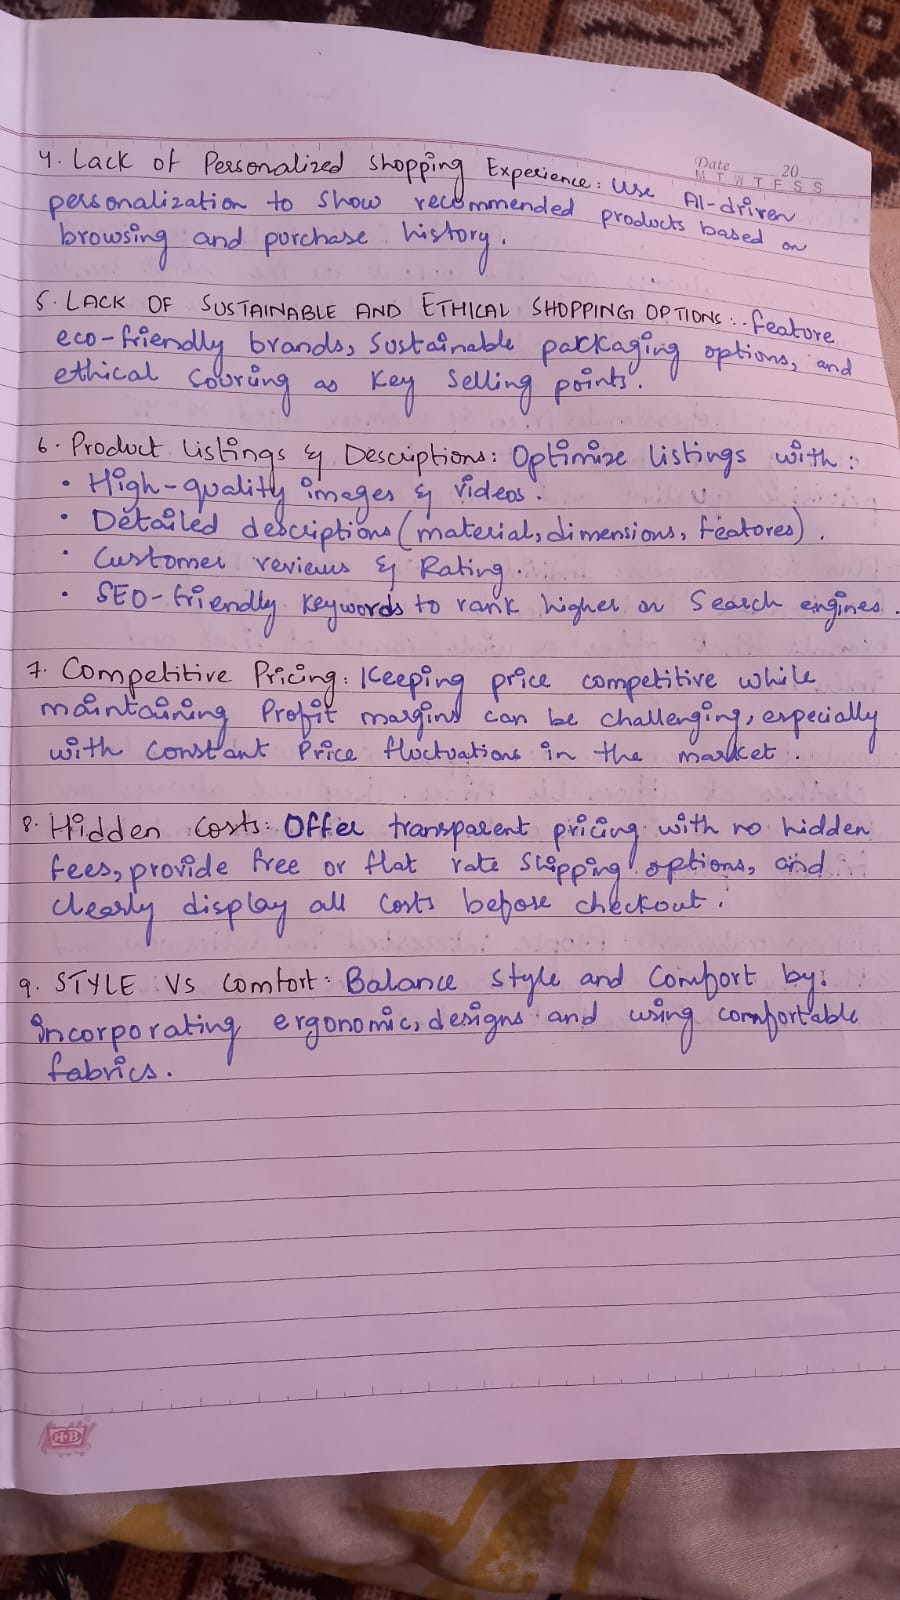 Date 20
M T W T F S S
4. Lack of Personalized Shopping Experience: Use AI-driven
personalization to show recommended products based on
browsing and purchase history.
5. LACK OF SUSTAINABLE AND ETHICAL SHOPPING OPTIONS: Feature
eco-friendly brands, Sustainable packaging options, and
ethical sourcing as key selling points.
6. Product Listings & Descriptions: Optimize listings with:
• High-quality images & videos.
• Detailed descriptions (material, dimensions, features).
• Customer reviews & Rating.
• SEO-friendly keywords to rank higher on Search engines.
7. Competitive Pricing: Keeping price competitive while
maintaining Profit margins can be challenging, especially
with constant Price fluctuations in the market.
8. Hidden Costs: Offer transparent pricing with no hidden
fees, provide free or flat rate shipping options, and
clearly display all costs before checkout.
9. STYLE Vs Comfort: Balance style and Comfort by:
incorporating ergonomic, designs and using comfortable
fabrics.
HB